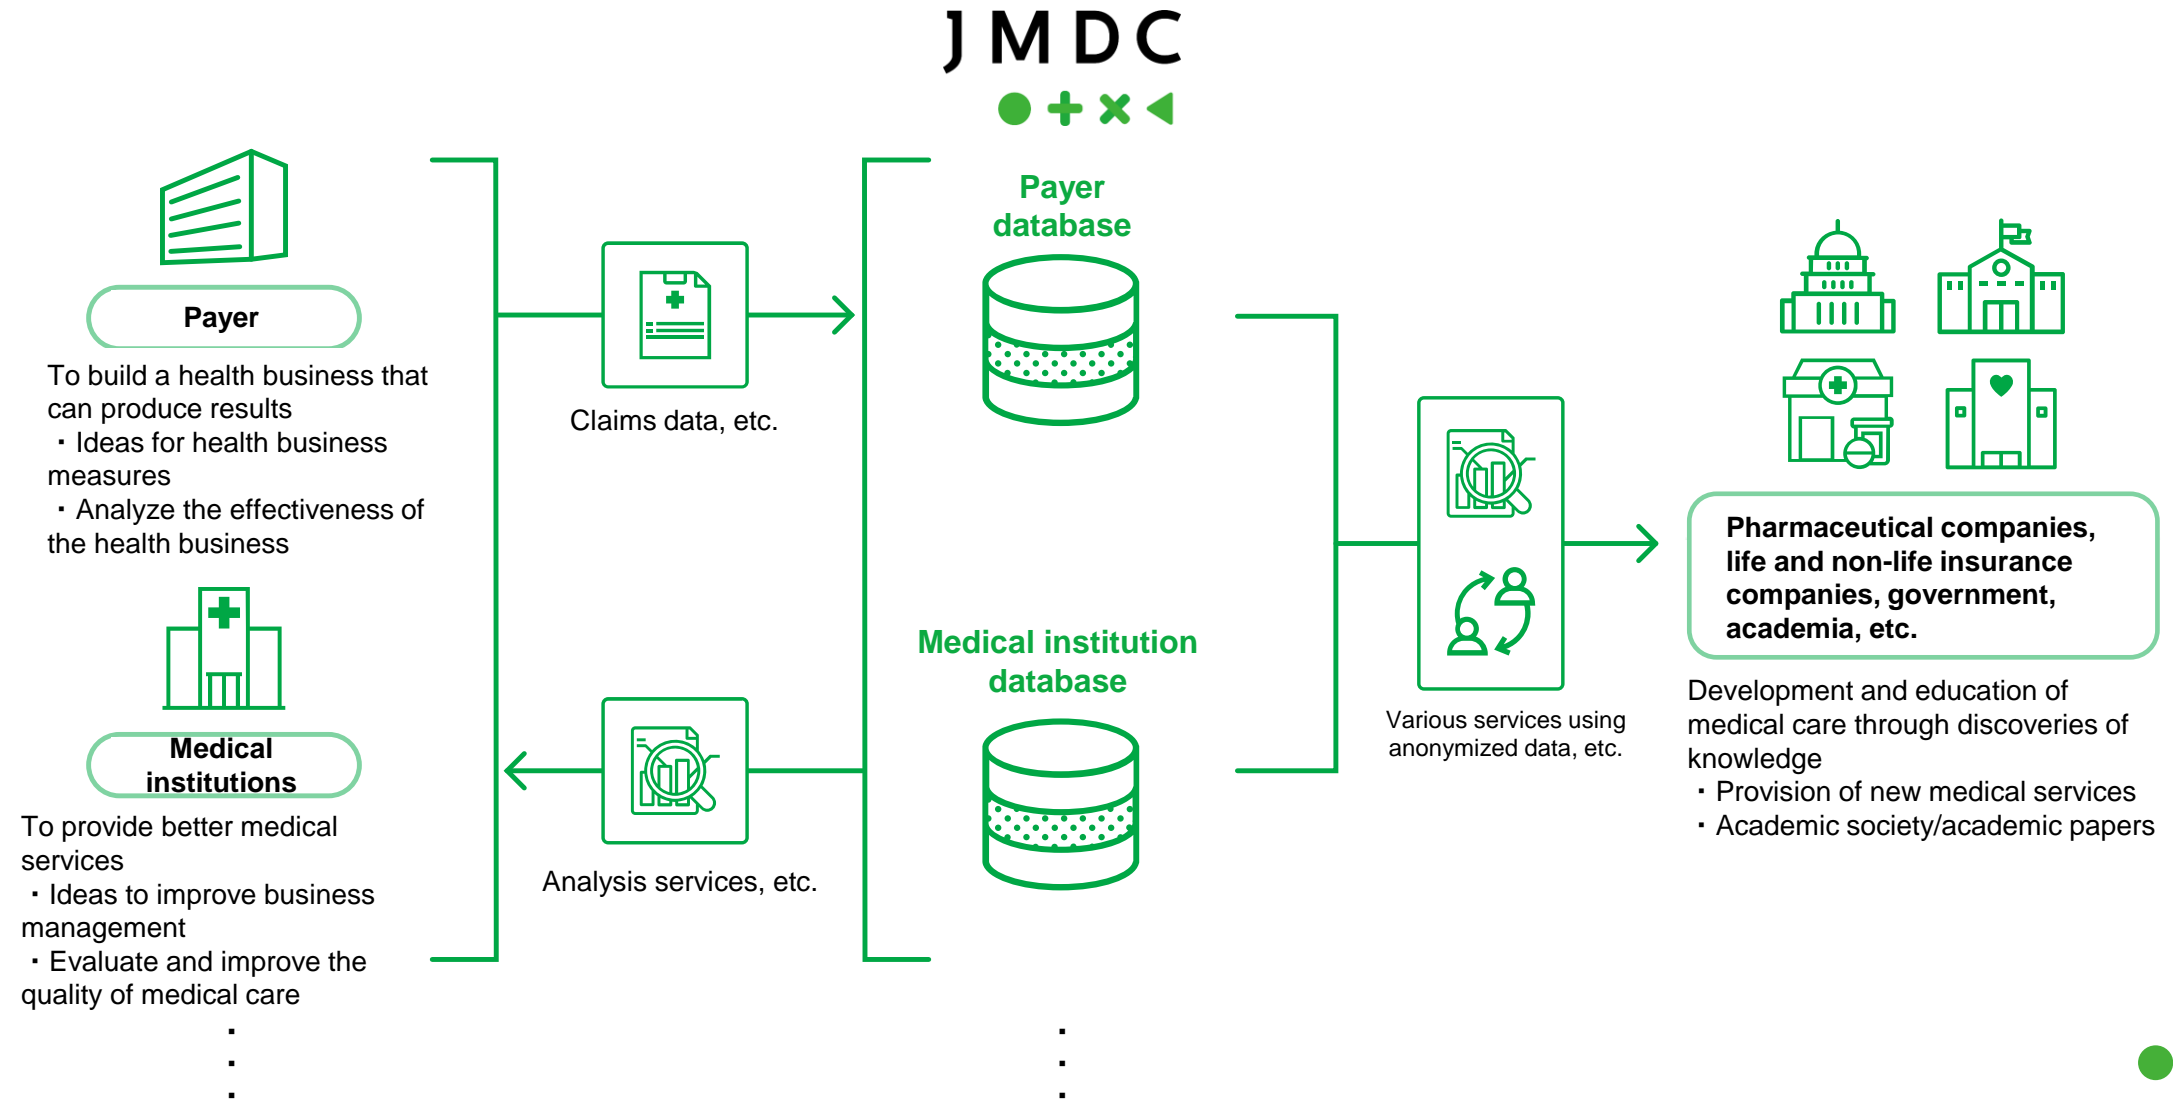 JMDC
Payer
To build a health business that
can produce results
・Ideas for health business
measures
・Analyze the effectiveness of
the health business
Medical
institutions
To provide better medical
services
・Ideas to improve business
management
・Evaluate and improve the
quality of medical care
・
・
・
Claims data, etc.
Analysis services, etc.
Payer
database
Medical institution
database
・
・
・
Various services using
anonymized data, etc.
Pharmaceutical companies,
life and non-life insurance
companies, government,
academia, etc.
Development and education of
medical care through discoveries of
knowledge
・Provision of new medical services
・Academic society/academic papers